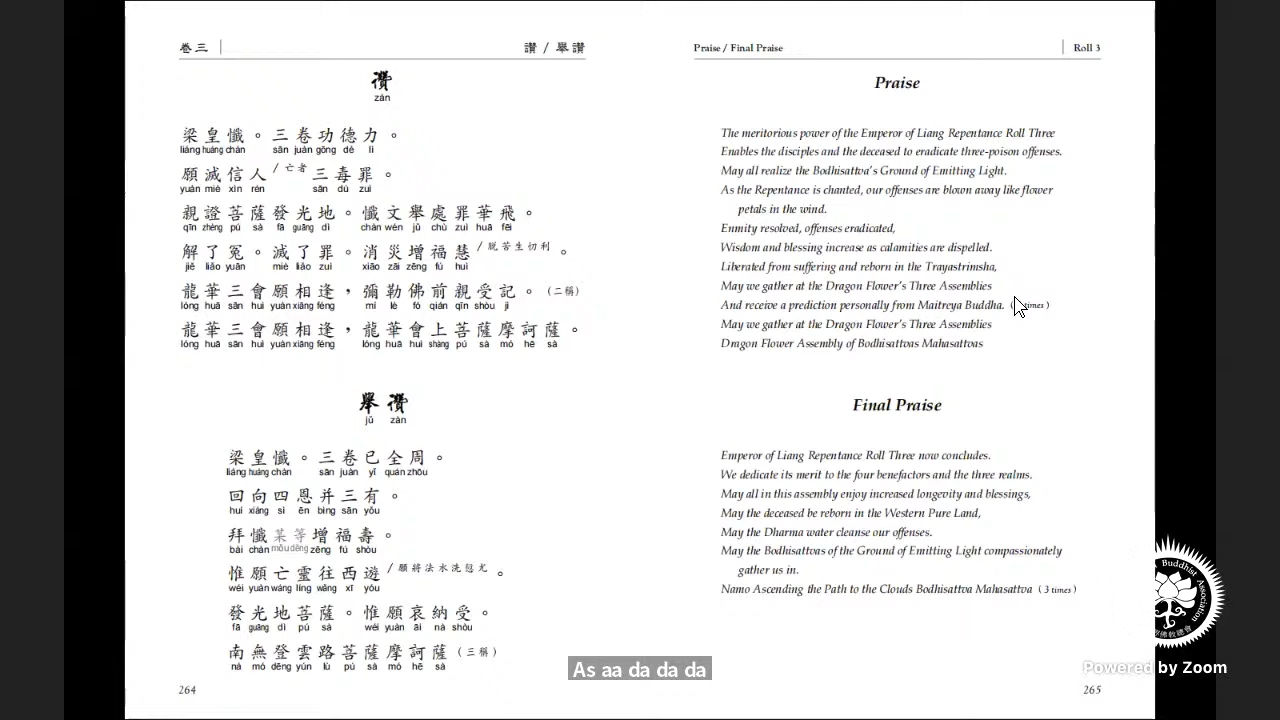 卷三
讚 / 舉讚
讚
zàn
梁皇懺。三卷功德力。
liáng huáng chàn sān juàn gōng dé lì
願滅信人/亡者三毒罪。
yuàn miè xìn rén sān dú zuì
親證菩薩發光地。懺文舉處罪華飛。
qīn zhèng pú sà fā guāng dì chàn wén jǔ chù zuì huā fēi
解了冤。滅了罪。消災增福慧/脫苦生忉利。
jiě liǎo yuān miè liǎo zuì xiāo zāi zēng fú huì
龍華三會願相逢,彌勒佛前親受記。(二稱)
lóng huā sān huì yuàn xiāng féng mí lè fó qián qīn shòu jì
龍華三會願相逢,龍華會上菩薩摩訶薩。
lóng huā sān huì yuàn xiāng féng lóng huā huì shàng pú sà mó hē sà
舉讚
jǔ zàn
梁皇懺。三卷已全周。
liáng huáng chàn sān juàn yǐ quán zhōu
回向四恩并三有。
huí xiàng sì ēn bìng sān yǒu
拜懺某等增福壽。
bài chàn mǒu děng zēng fú shòu
惟願亡靈往西遊/願將法水洗愆尤。
wéi yuàn wáng líng wǎng xī yóu
發光地菩薩。惟願哀納受。
fā guāng dì pú sà wéi yuàn āi nà shòu
南無登雲路菩薩摩訶薩(三稱)
ná mó dēng yún lù pú sà mó hē sà
264
Praise / Final Praise
Roll 3
Praise
The meritorious power of the Emperor of Liang Repentance Roll Three
Enables the disciples and the deceased to eradicate three-poison offenses.
May all realize the Bodhisattva's Ground of Emitting Light.
As the Repentance is chanted, our offenses are blown away like flower
petals in the wind.
Enmity resolved, offenses eradicated,
Wisdom and blessing increase as calamities are dispelled.
Liberated from suffering and reborn in the Trayastrimsha,
May we gather at the Dragon Flower's Three Assemblies
And receive a prediction personally from Maitreya Buddha. ( times )
May we gather at the Dragon Flower's Three Assemblies
Dragon Flower Assembly of Bodhisattvas Mahasattvas
Final Praise
Emperor of Liang Repentance Roll Three now concludes.
We dedicate its merit to the four benefactors and the three realms.
May all in this assembly enjoy increased longevity and blessings,
May the deceased be reborn in the Western Pure Land,
May the Dharma water cleanse our offenses.
May the Bodhisattvas of the Ground of Emitting Light compassionately
gather us in.
Namo Ascending the Path to the Clouds Bodhisattva Mahasattva ( 3 times )
265
Buddhist Association
As aa da da da
Powered by Zoom